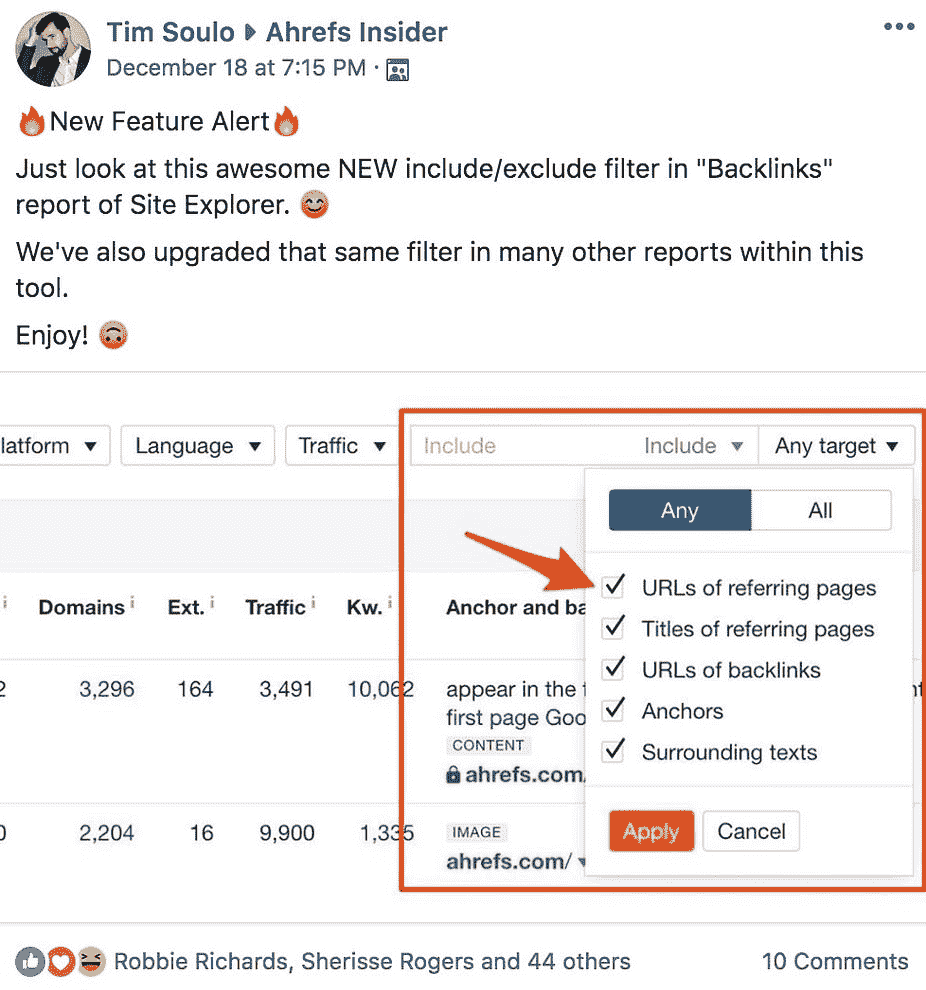 Tim Soulo ▸ Ahrefs Insider
December 18 at 7:15 PM ·
🔥New Feature Alert🔥
Just look at this awesome NEW include/exclude filter in "Backlinks"
report of Site Explorer. 😊
We've also upgraded that same filter in many other reports within this
tool.
Enjoy! 🙃
latform ▼ Language ▼ Traffic ▼ Include Include ▼ Any target ▼
Any All
URLs of referring pages
Titles of referring pages
URLs of backlinks
Anchors
Surrounding texts
Apply Cancel
Domains Ext. Traffic Kw. Anchor and ba
2 3,296 164 3,491 10,062 appear in the
first page Goo
CONTENT
ahrefs.com/
0 2,204 16 9,900 1,335 IMAGE
ahrefs.com/
Robbie Richards, Sherisse Rogers and 44 others 10 Comments